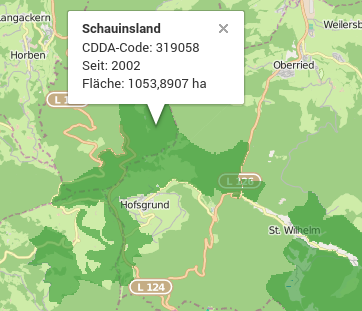 Langackern
Weilersb
Schauinsland
CDDA-Code: 319058
Seit: 2002
Fläche: 1053,8907 ha
Horben
Oberried
L 1
L 126
Hofsgrund
St. Wilhelm
L 124